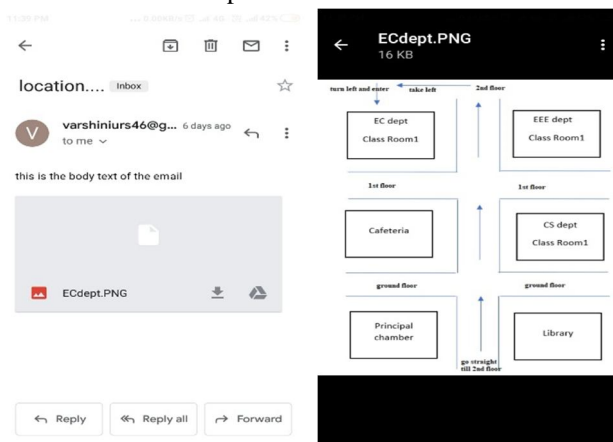 11:39 PM
location.... Inbox
V
varshiniurs46@g... 6 days ago
to me
this is the body text of the email
ECdept.PNG
Reply
Reply all
Forward
ECdept.PNG
16 KB
turn left and enter
take left
2nd floor
EC dept
Class Room1
EEE dept
Class Room1
1st floor
1st floor
Cafeteria
CS dept
Class Room1
ground floor
ground floor
Principal
chamber
Library
go straight
till 2nd floor